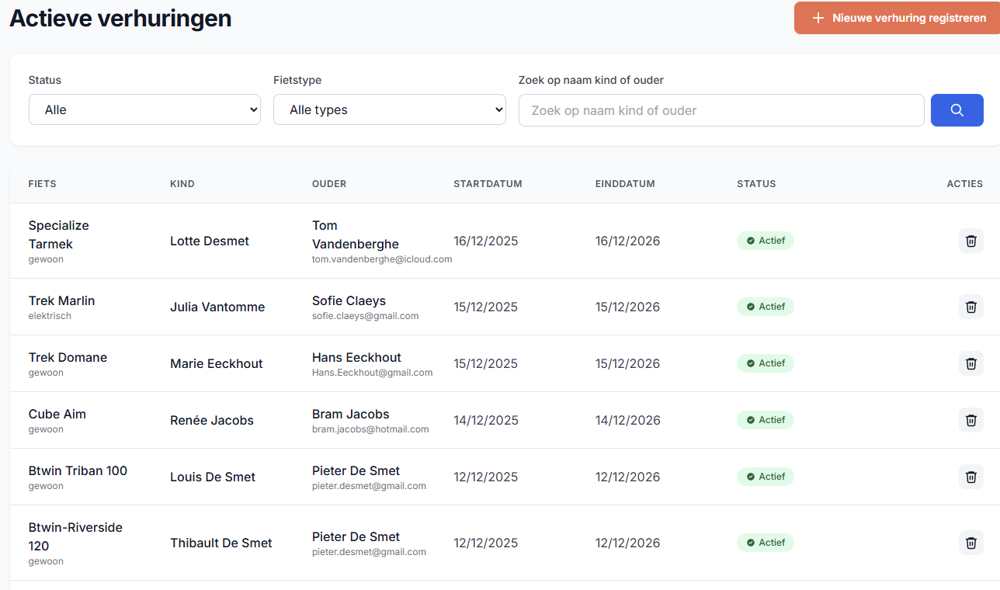 Actieve verhuringen
Nieuwe verhuring registreren
Status
Fietstype
Zoek op naam kind of ouder
Alle
Alle types
Zoek op naam kind of ouder
FIETS KIND OUDER STARTDATUM EINDDATUM STATUS ACTIES
Specialize
Tarmek
gewoon
Lotte Desmet
Tom
Vandenberghe
tom.vandenberghe@icloud.com
16/12/2025
16/12/2026
Actief
Trek Marlin
elektrisch
Julia Vantomme
Sofie Claeys
sofie.claeys@gmail.com
15/12/2025
15/12/2026
Actief
Trek Domane
gewoon
Marie Eeckhout
Hans Eeckhout
Hans.Eeckhout@gmail.com
15/12/2025
15/12/2026
Actief
Cube Aim
gewoon
Renée Jacobs
Bram Jacobs
bram.jacobs@hotmail.com
14/12/2025
14/12/2026
Actief
Btwin Triban 100
gewoon
Louis De Smet
Pieter De Smet
pieter.desmet@gmail.com
12/12/2025
12/12/2026
Actief
Btwin-Riverside
120
gewoon
Thibault De Smet
Pieter De Smet
pieter.desmet@gmail.com
12/12/2025
12/12/2026
Actief